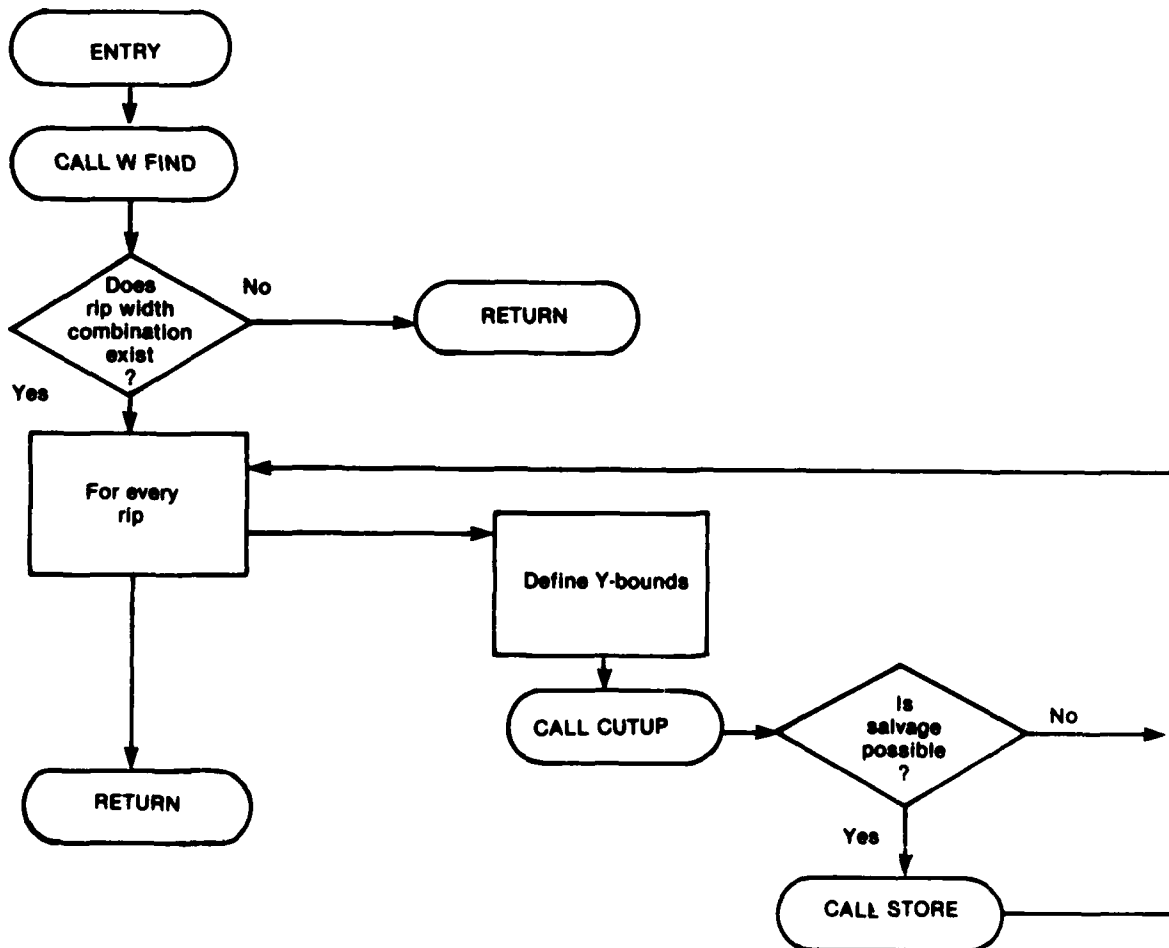 ENTRY
CALL W FIND
Does
rip width
combination
exist
?
No
RETURN
Yes
For every
rip
Define Y-bounds
CALL CUTUP
Is
salvage
possible
?
No
Yes
RETURN
CALL STORE